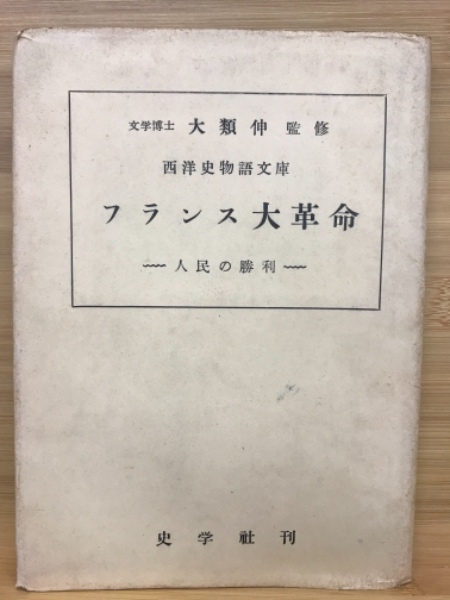 文学博士 大類伸 監修
西洋史物語文庫
フランス大革命
人民の勝利
史学社刊